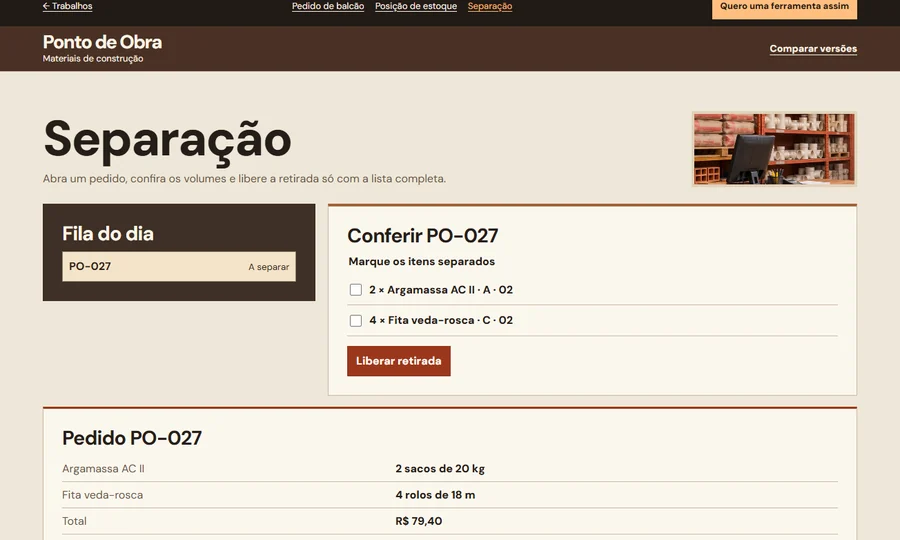 ← Trabalhos
Pedido de balcão
Posição de estoque
Separação
Quero uma ferramenta assim
Ponto de Obra
Materiais de construção
Comparar versões
Separação
Abra um pedido, confira os volumes e libere a retirada só com a lista completa.
Fila do dia
PO-027
A separar
Conferir PO-027
Marque os itens separados
2 × Argamassa AC II · A · 02
4 × Fita veda-rosca · C · 02
Liberar retirada
Pedido PO-027
Argamassa AC II
2 sacos de 20 kg
Fita veda-rosca
4 rolos de 18 m
Total
R$ 79,40